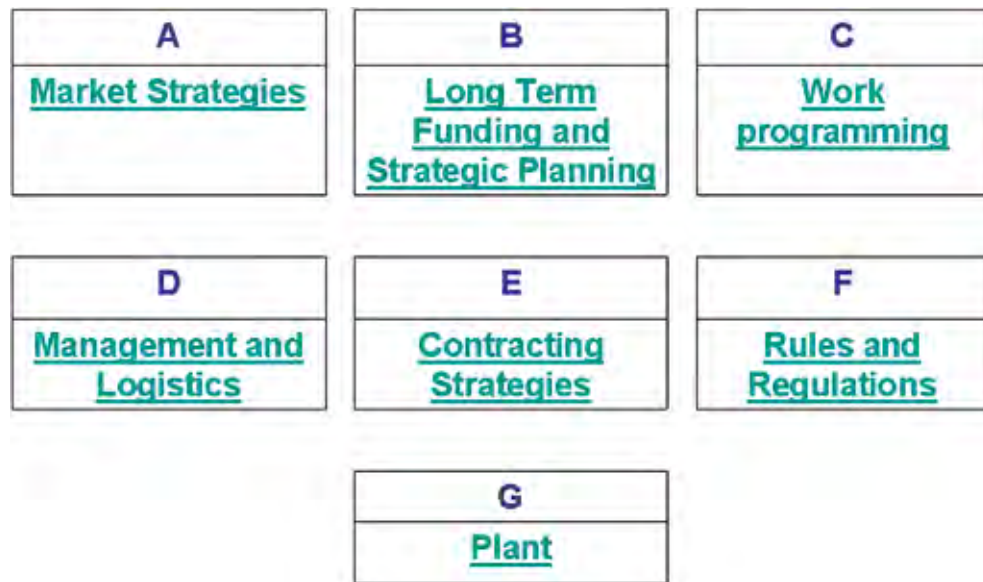 A
Market Strategies
B
Long Term
Funding and
Strategic Planning
C
Work
programming
D
Management and
Logistics
E
Contracting
Strategies
F
Rules and
Regulations
G
Plant